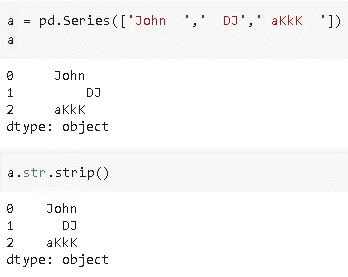 a = pd.Series(['John  ','  DJ',' aKkK  '])
a
0    John  
1        DJ
2    aKkK  
dtype: object
a.str.strip()
0    John
1      DJ
2    aKkK
dtype: object